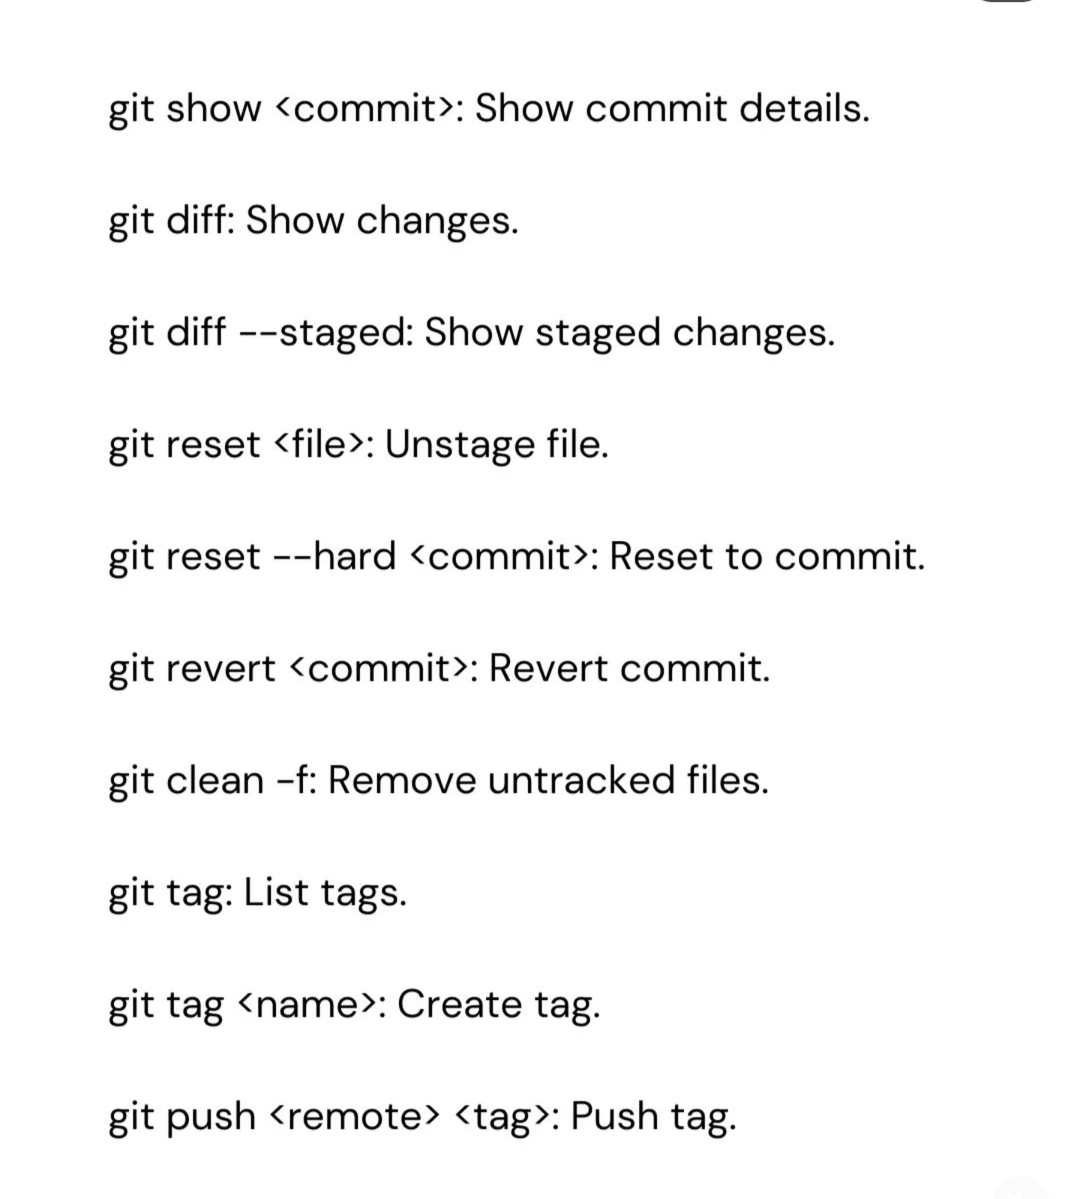 git show <commit>: Show commit details.
git diff: Show changes.
git diff --staged: Show staged changes.
git reset <file>: Unstage file.
git reset --hard <commit>: Reset to commit.
git revert <commit>: Revert commit.
git clean -f: Remove untracked files.
git tag: List tags.
git tag <name>: Create tag.
git push <remote> <tag>: Push tag.